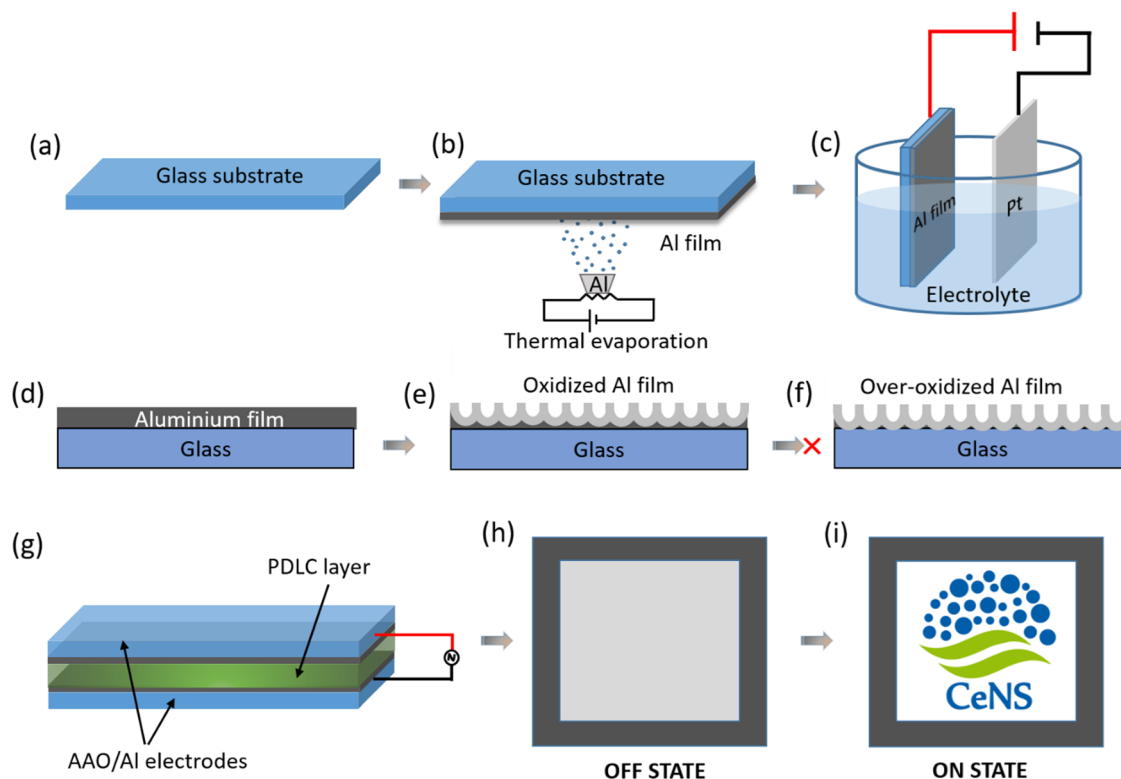 (a)
Glass substrate
(b)
Glass substrate
Al film
Al
Thermal evaporation
(c)
Al film
Pt
Electrolyte
(d)
Aluminium film
Glass
(e)
Oxidized Al film
Glass
(f)
Over-oxidized Al film
Glass
(g)
PDLC layer
AAO/Al electrodes
(h)
OFF STATE
(i)
CeNS
ON STATE